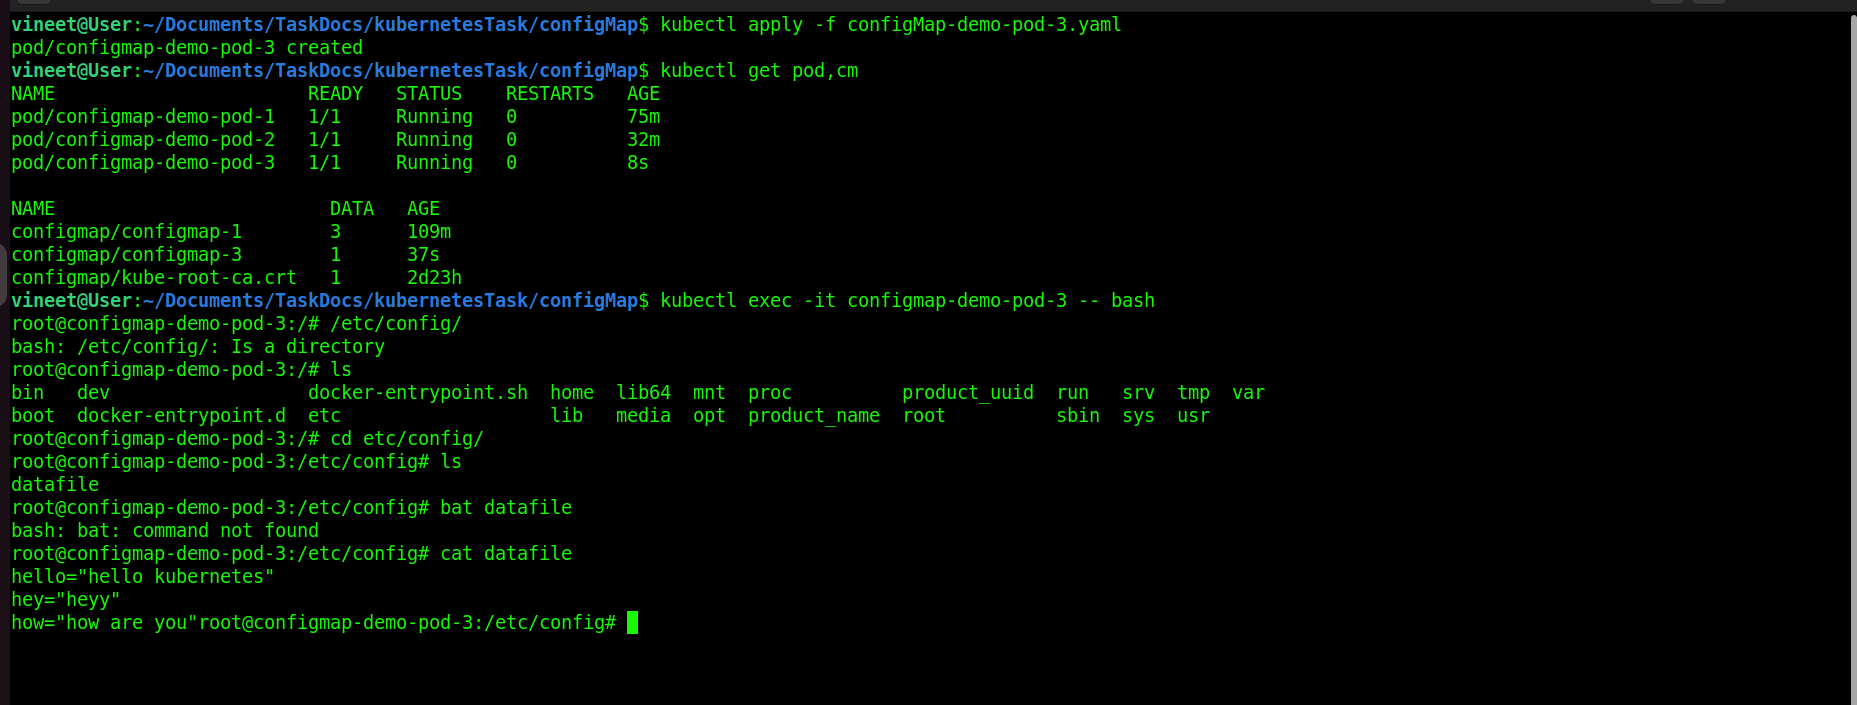 vineet@User:~/Documents/TaskDocs/kubernetesTask/configMap$ kubectl apply -f configMap-demo-pod-3.yaml
pod/configmap-demo-pod-3 created
vineet@User:~/Documents/TaskDocs/kubernetesTask/configMap$ kubectl get pod,cm
NAME                       READY   STATUS    RESTARTS   AGE
pod/configmap-demo-pod-1   1/1     Running   0          75m
pod/configmap-demo-pod-2   1/1     Running   0          32m
pod/configmap-demo-pod-3   1/1     Running   0          8s

NAME                         DATA   AGE
configmap/configmap-1        3      109m
configmap/configmap-3        1      37s
configmap/kube-root-ca.crt   1      2d23h
vineet@User:~/Documents/TaskDocs/kubernetesTask/configMap$ kubectl exec -it configmap-demo-pod-3 -- bash
root@configmap-demo-pod-3:/# /etc/config/
bash: /etc/config/: Is a directory
root@configmap-demo-pod-3:/# ls
bin   dev                  docker-entrypoint.sh  home  lib64  mnt  proc          product_uuid  run   srv  tmp  var
boot  docker-entrypoint.d  etc                   lib   media  opt  product_name  root          sbin  sys  usr
root@configmap-demo-pod-3:/# cd etc/config/
root@configmap-demo-pod-3:/etc/config# ls
datafile
root@configmap-demo-pod-3:/etc/config# bat datafile
bash: bat: command not found
root@configmap-demo-pod-3:/etc/config# cat datafile
hello="hello kubernetes"
hey="heyy"
how="how are you"root@configmap-demo-pod-3:/etc/config#